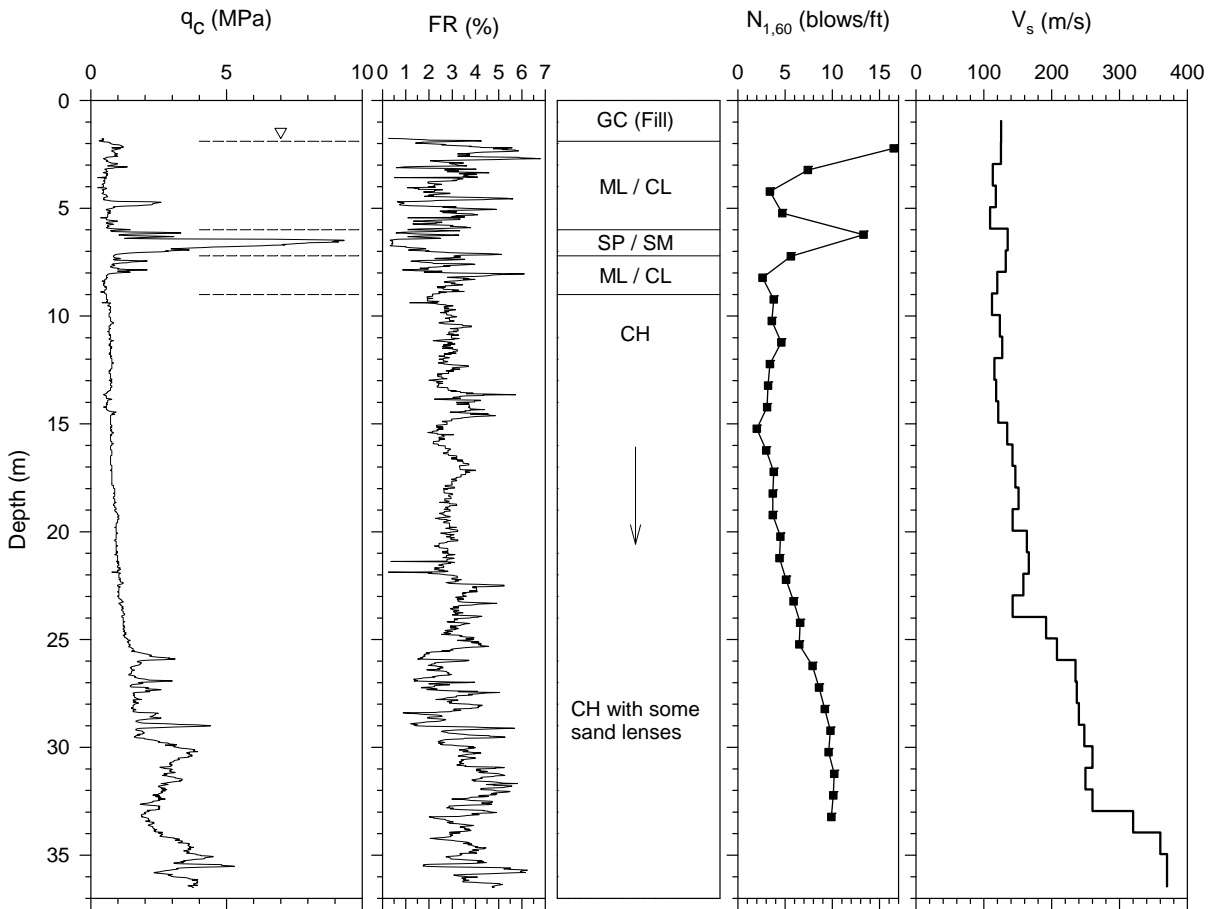 q_C (MPa)
FR (%)
N_1,60 (blows/ft)
V_s (m/s)
0 5 10
0 1 2 3 4 5 6 7
0 5 10 15
0 100 200 300 400
0
5
10
15
20
25
30
35
Depth (m)
GC (Fill)
ML / CL
SP / SM
ML / CL
CH
CH with some
sand lenses